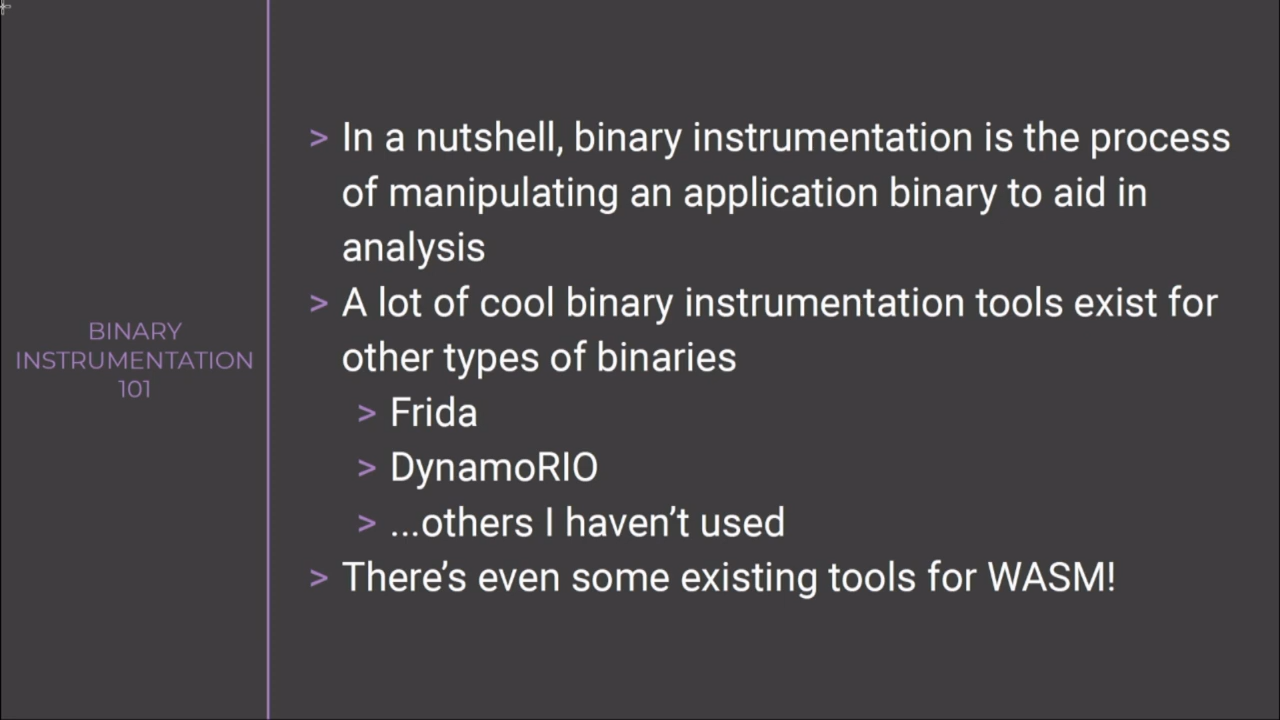 BINARY
INSTRUMENTATION
101
> In a nutshell, binary instrumentation is the process
of manipulating an application binary to aid in
analysis
> A lot of cool binary instrumentation tools exist for
other types of binaries
> Frida
> DynamoRIO
> ...others I haven’t used
> There’s even some existing tools for WASM!